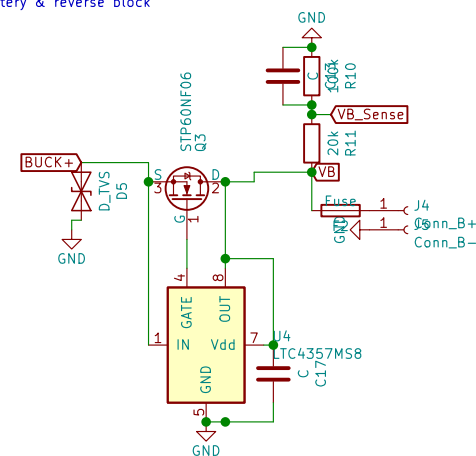 tery & reverse block
GND
C
R10
100k
STP60NF06
Q3
20k
R11
VB_Sense
BUCK+
S
D
3
2
VB
D_TVS
D5
G
1
Fuse
1
J4
Conn_B+
GND
1
J5
Conn_B-
GND
4
8
GATE
OUT
1
IN
Vdd
7
U4
LTC4357MS8
GND
C
C17
5
GND